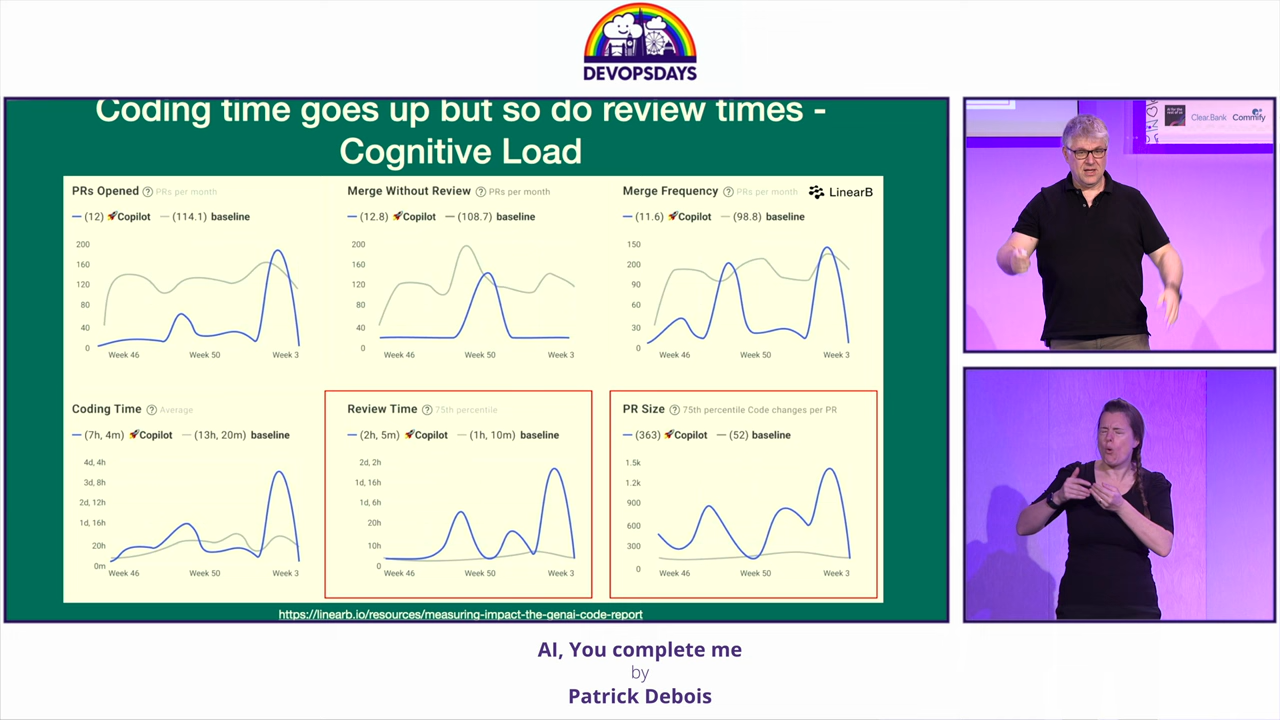 DEVOPSDAYS
Coding time goes up but so do review times -
Cognitive Load
PRs Opened ? PRs per month
(12) Copilot (114.1) baseline
200
160
120
80
40
0
Week 46 Week 50 Week 3
Merge Without Review ? PRs per month
(12.8) Copilot (108.7) baseline
200
160
120
80
40
0
Week 46 Week 50 Week 3
Merge Frequency ? PRs per month LinearB
(11.6) Copilot (98.8) baseline
150
200
90
60
30
0
Week 46 Week 50 Week 3
Coding Time ? Average
(7h, 4m) Copilot (13h, 20m) baseline
4d, 4h
3d, 8h
2d, 12h
1d, 16h
20h
0m
Week 46 Week 50 Week 3
Review Time ? 75th percentile
(2h, 5m) Copilot (1h, 10m) baseline
2d, 2h
1d, 16h
1d, 6h
20h
10h
0
Week 46 Week 50 Week 3
PR Size ? 75th percentile Code changes per PR
(363) Copilot (52) baseline
1.5k
1.2k
900
600
300
0
Week 46 Week 50 Week 3
https://linearb.io/resources/measuring-impact-the-genai-code-report
Clear.Bank Commify
AI, You complete me
by
Patrick Debois